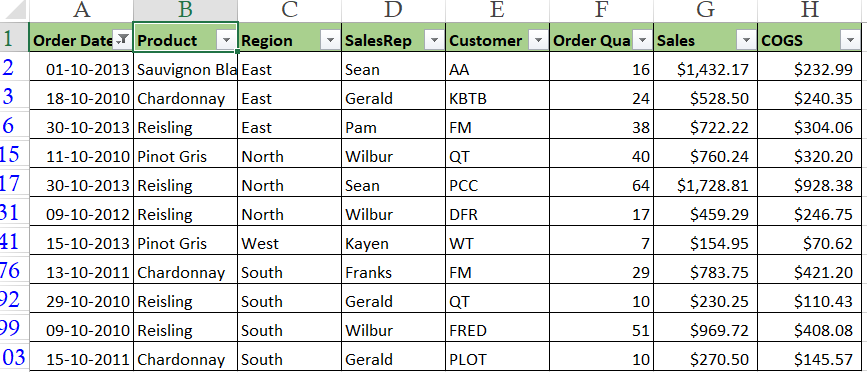 A B C D E F G H
1 Order Date Product Region SalesRep Customer Order Qua Sales COGS
2 01-10-2013 Sauvignon Bla East Sean AA 16 $1,432.17 $232.99
3 18-10-2010 Chardonnay East Gerald KBTB 24 $528.50 $240.35
6 30-10-2013 Reisling East Pam FM 38 $722.22 $304.06
15 11-10-2010 Pinot Gris North Wilbur QT 40 $760.24 $320.20
17 30-10-2013 Reisling North Sean PCC 64 $1,728.81 $928.38
31 09-10-2012 Reisling North Wilbur DFR 17 $459.29 $246.75
41 15-10-2013 Pinot Gris West Kayen WT 7 $154.95 $70.62
76 13-10-2011 Chardonnay South Franks FM 29 $783.75 $421.20
92 29-10-2010 Reisling South Gerald QT 10 $230.25 $110.43
99 09-10-2010 Reisling South Wilbur FRED 51 $969.72 $408.08
03 15-10-2011 Chardonnay South Gerald PLOT 10 $270.50 $145.57